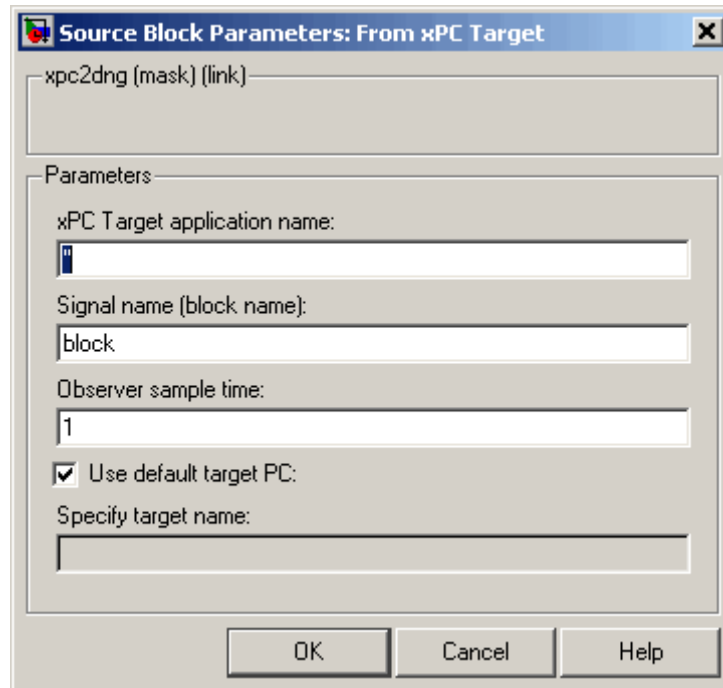 Source Block Parameters: From xPC Target
xpc2dng (mask) (link)
Parameters
xPC Target application name:
''
Signal name (block name):
block
Observer sample time:
1
Use default target PC:
Specify target name:
OK Cancel Help